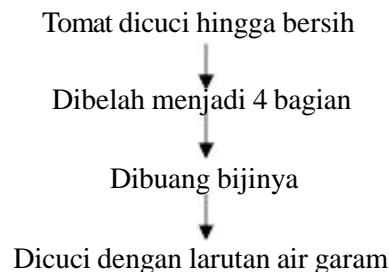 Tomat dicuci hingga bersih
Dibelah menjadi 4 bagian
Dibuang bijinya
Dicuci dengan larutan air garam